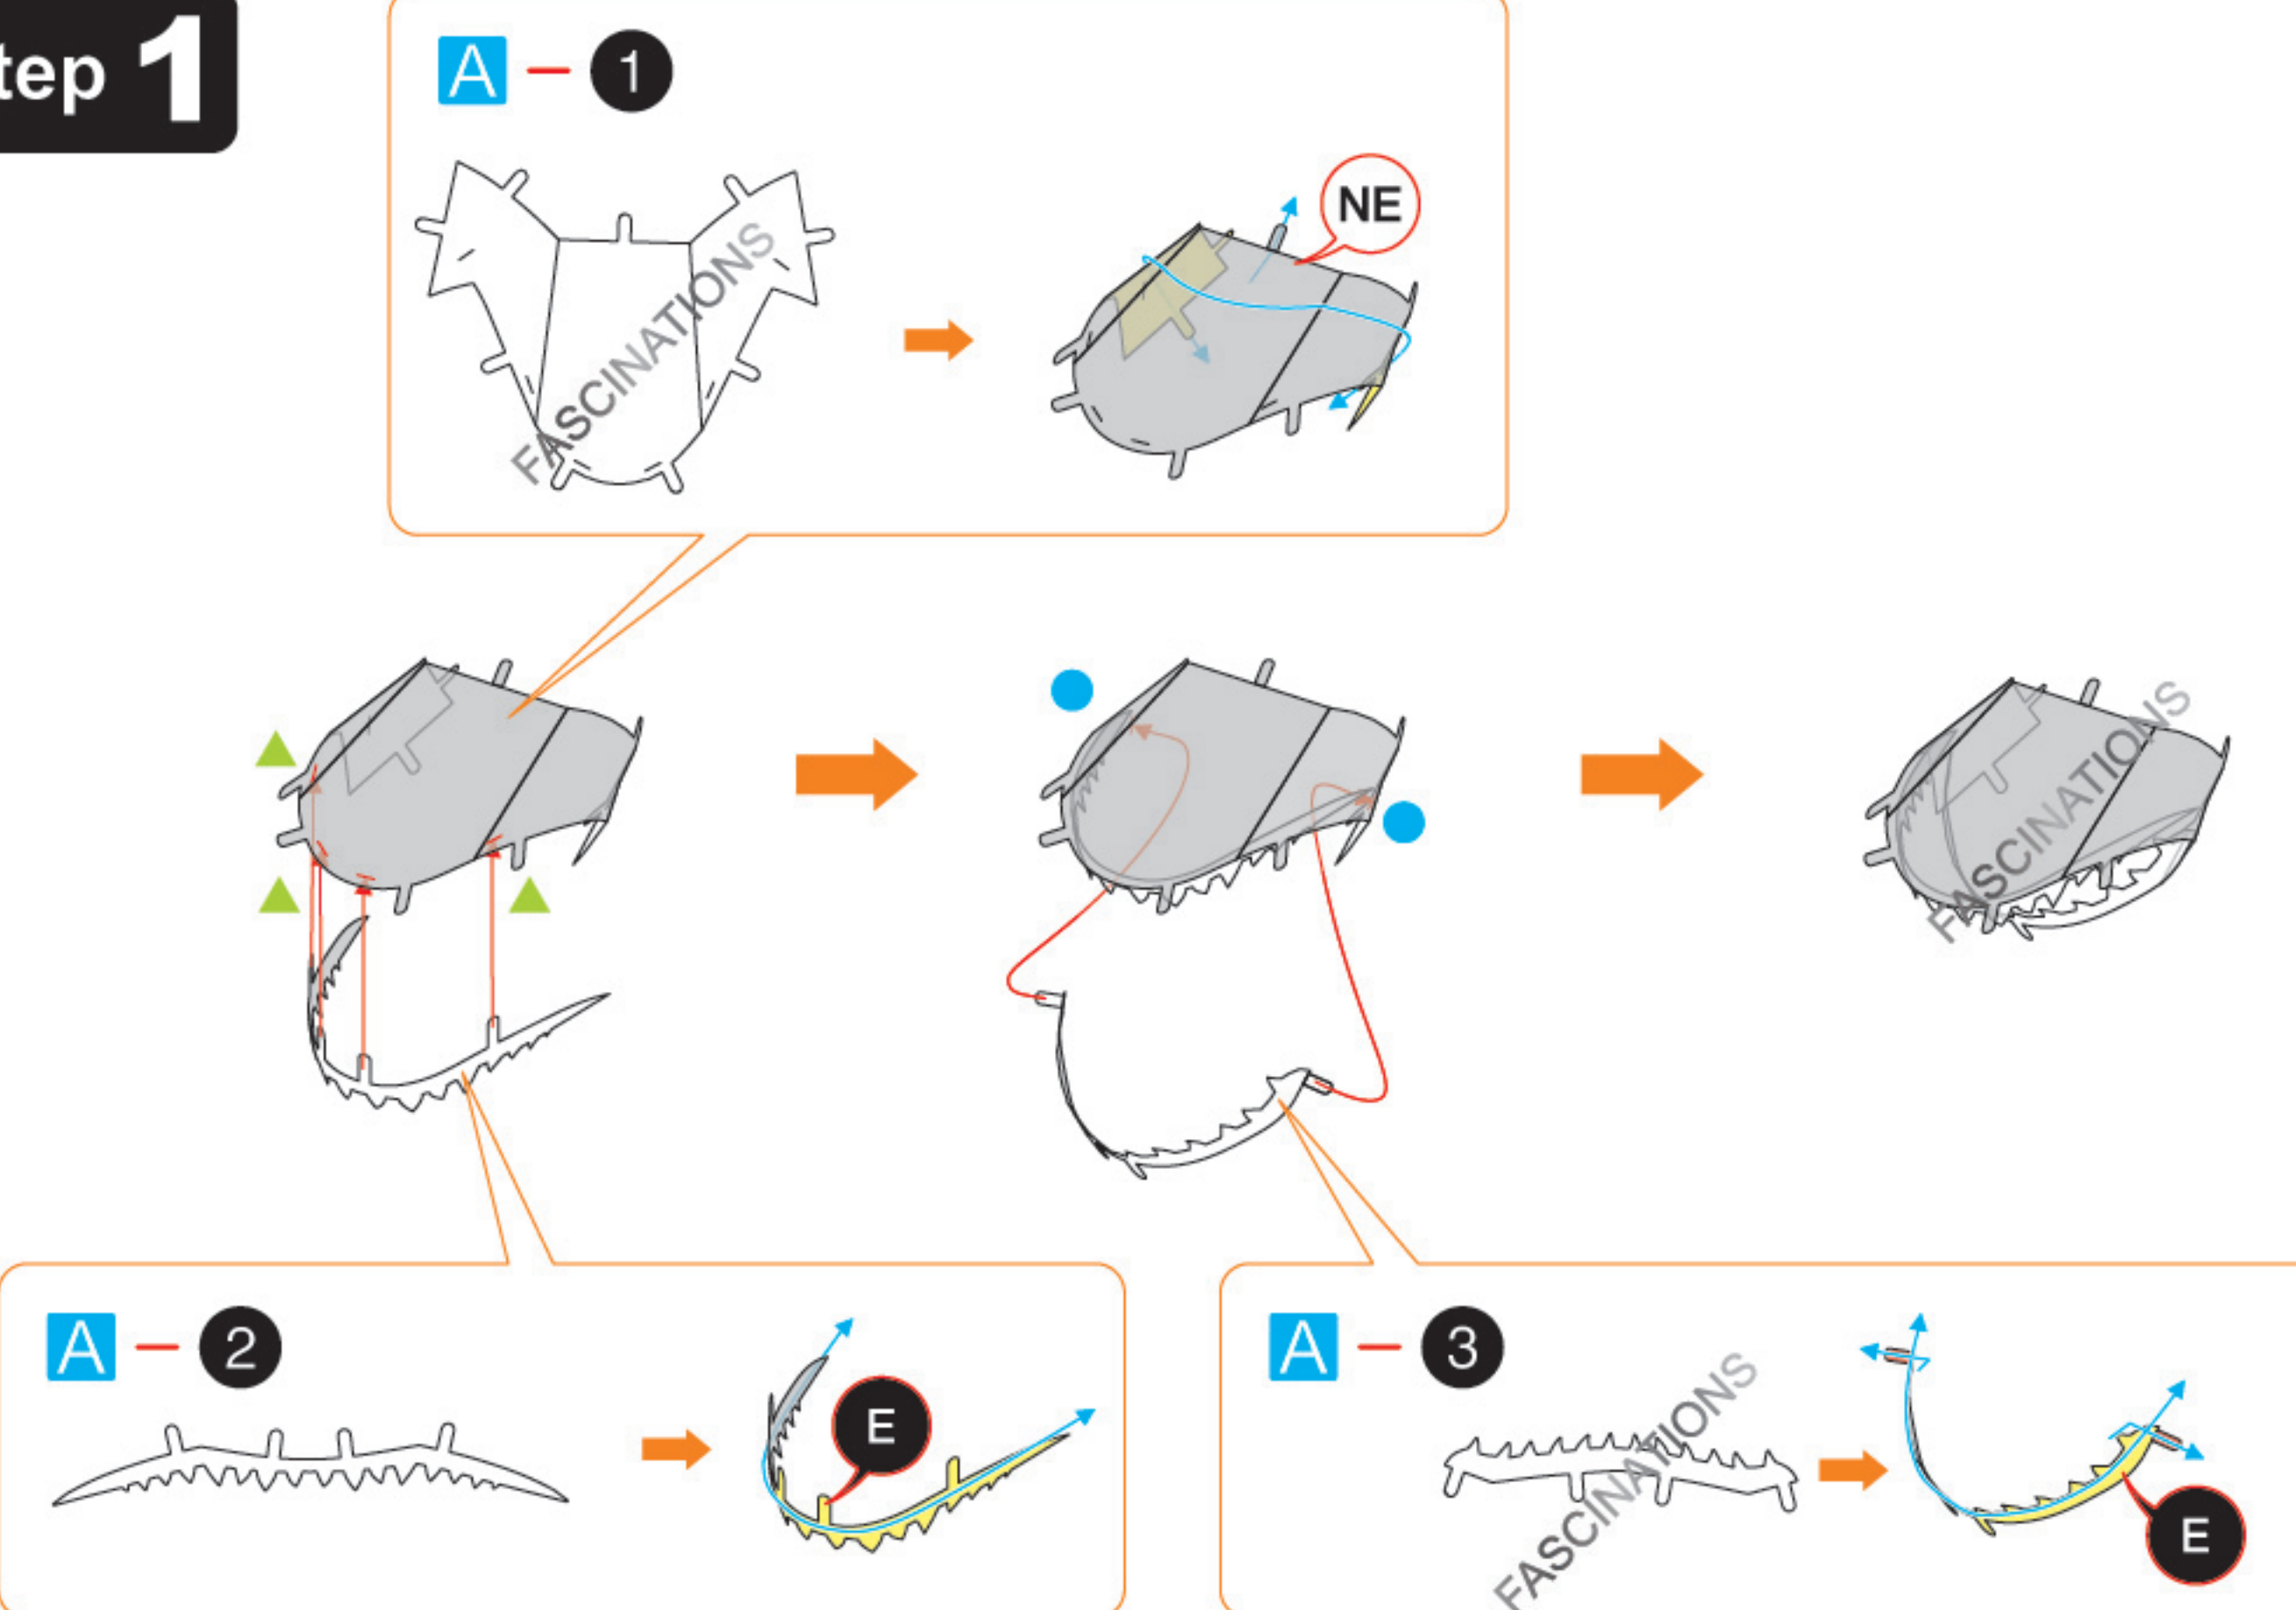 tep 1
A - 1
NE
FASCINATIONS
FASCINATIONS
A - 2
E
A - 3
E
FASCINATIONS